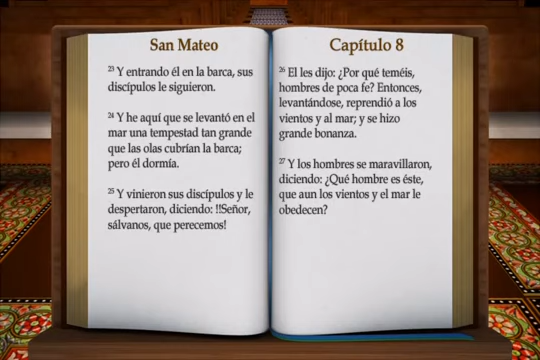 San Mateo
23 Y entrando él en la barca, sus
discípulos le siguieron.
24 Y he aquí que se levantó en el
mar una tempestad tan grande
que las olas cubrían la barca;
pero él dormía.
25 Y vinieron sus discípulos y le
despertaron, diciendo: !!Señor,
sálvanos, que perecemos!
Capítulo 8
26 El les dijo: ¿Por qué teméis,
hombres de poca fe? Entonces,
levantándose, reprendió a los
vientos y al mar; y se hizo
grande bonanza.
27 Y los hombres se maravillaron,
diciendo: ¿Qué hombre es éste,
que aun los vientos y el mar le
obedecen?